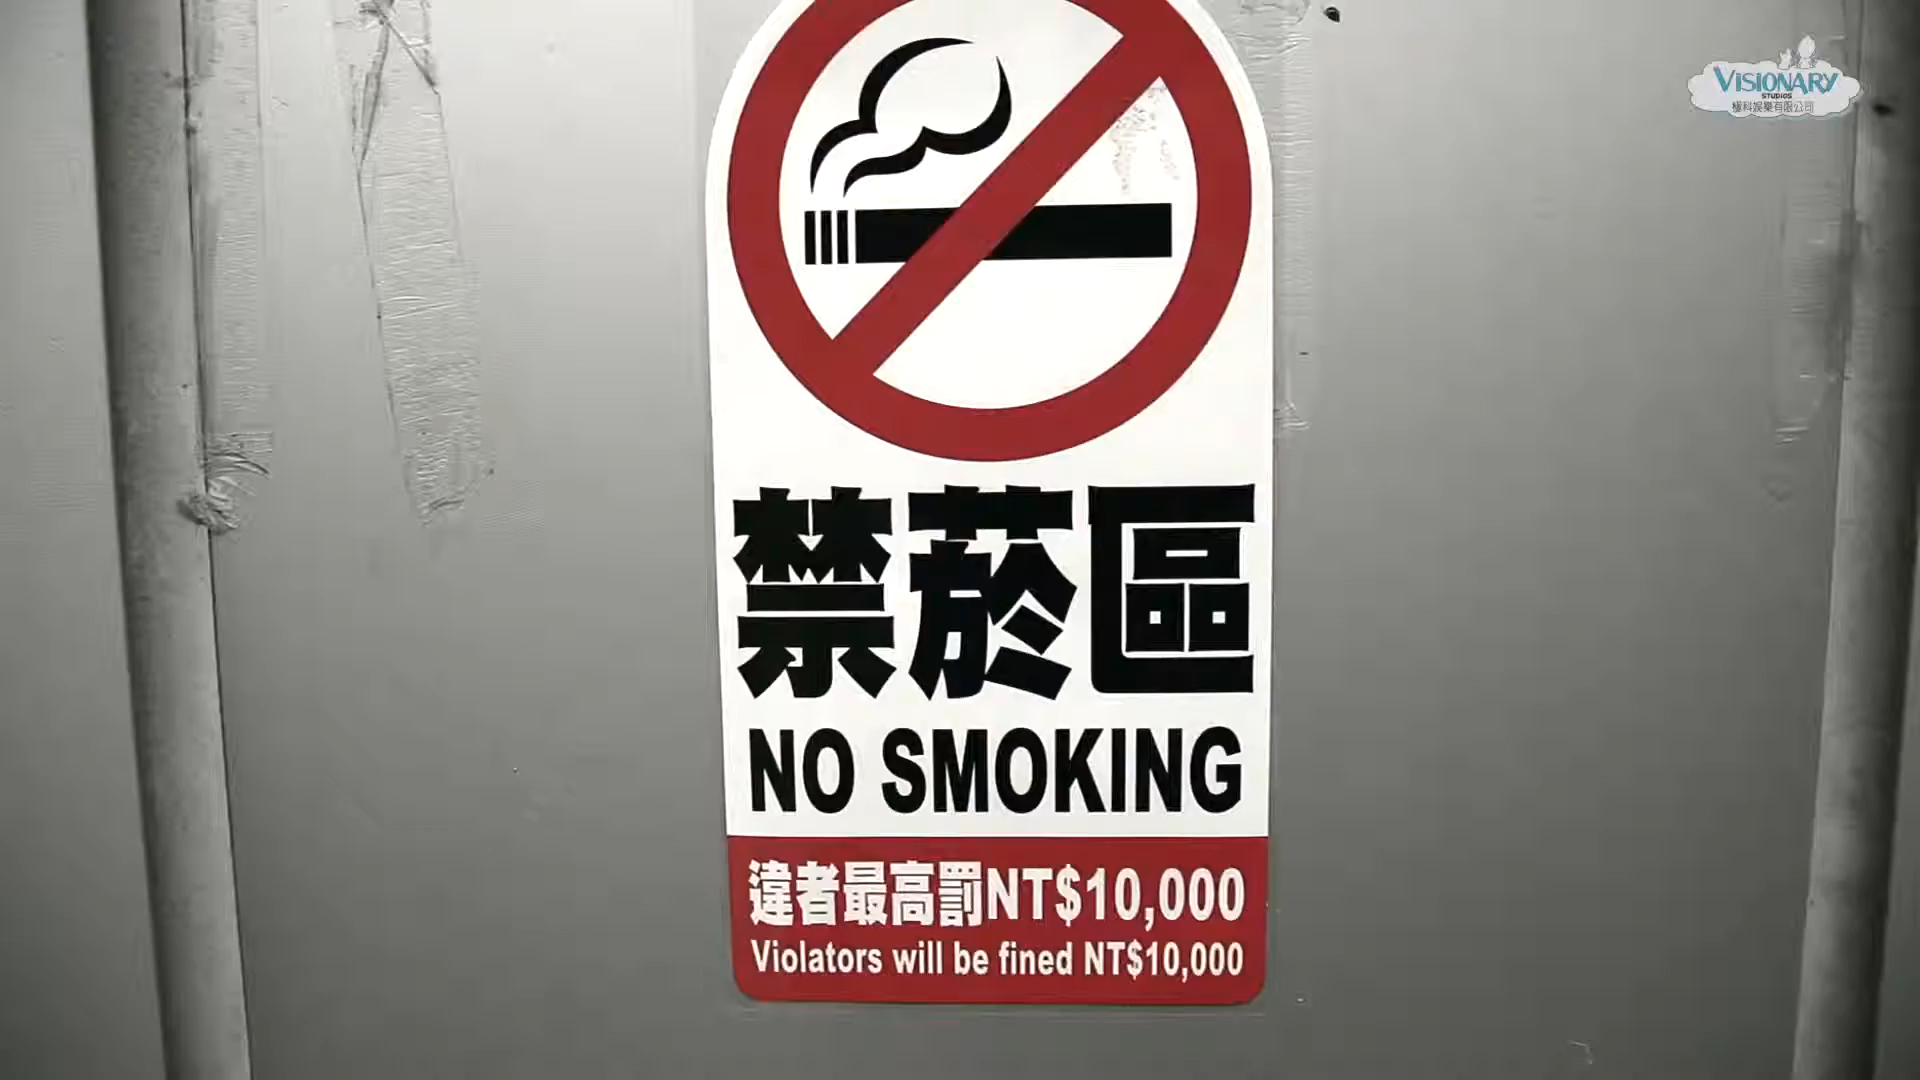 VISIONARY
STUDIOS
禁菸區
NO SMOKING
違者最高罰NT$10,000
Violators will be fined NT$10,000